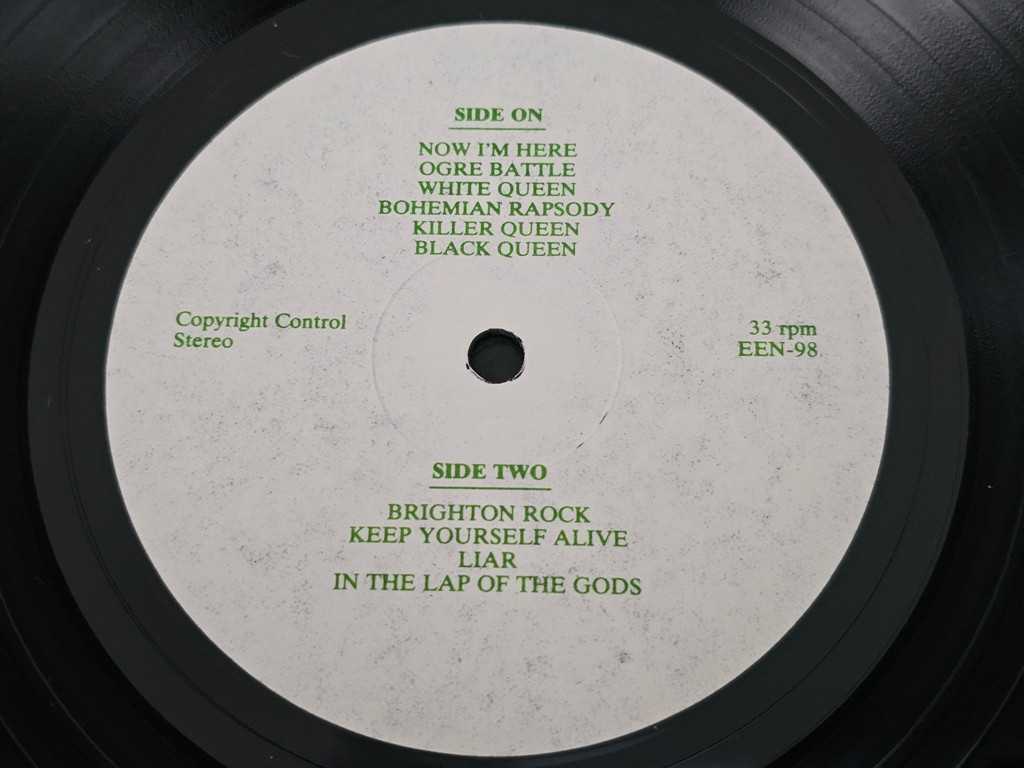 SIDE ON
NOW I'M HERE
OGRE BATTLE
WHITE QUEEN
BOHEMIAN RAPSODY
KILLER QUEEN
BLACK QUEEN
Copyright Control
Stereo
33 rpm
EEN-98
SIDE TWO
BRIGHTON ROCK
KEEP YOURSELF ALIVE
LIAR
IN THE LAP OF THE GODS